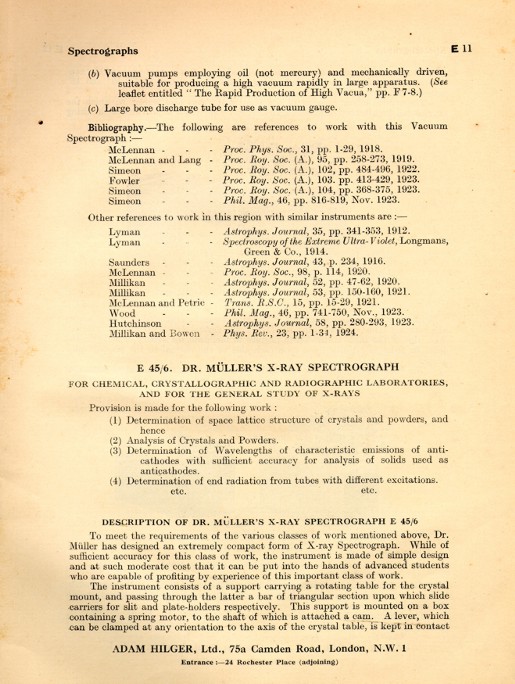 Spectrographs E 11
(b) Vacuum pumps employing oil (not mercury) and mechanically driven,
suitable for producing a high vacuum rapidly in large apparatus. (See
leaflet entitled "The Rapid Production of High Vacua," pp. F 7-8.)
(c) Large bore discharge tube for use as vacuum gauge.
Bibliography.—The following are references to work with this Vacuum
Spectrograph :—
McLennan - - - Proc. Phys. Soc., 31, pp. 1-29, 1918.
McLennan and Lang - Proc. Roy. Soc. (A.), 95, pp. 258-273, 1919.
Simeon - - - Proc. Roy. Soc. (A.), 102, pp. 484-496, 1922.
Fowler - - - Proc. Roy. Soc. (A.), 103. pp. 413-429, 1923.
Simeon - - - Proc. Roy. Soc. (A.), 104, pp. 368-375, 1923.
Simeon - - - Phil. Mag., 46, pp. 816-819, Nov. 1923.
Other references to work in this region with similar instruments are :—
Lyman - - - Astrophys. Journal, 35, pp. 341-353, 1912.
Lyman - - - Spectroscopy of the Extreme Ultra-Violet, Longmans,
Green & Co., 1914.
Saunders - - - Astrophys. Journal, 43, p. 234, 1916.
McLennan - - - Proc. Roy. Soc., 98, p. 114, 1920.
Millikan - - - Astrophys. Journal, 52, pp. 47-62, 1920.
Millikan - - - Astrophys. Journal, 53, pp. 150-160, 1921.
McLennan and Petrie - Trans. R.S.C., 15, pp. 15-29, 1921.
Wood - - - Phil. Mag., 46, pp. 741-750, Nov., 1923.
Hutchinson - - Astrophys. Journal, 58, pp. 280-293, 1923.
Millikan and Bowen - Phys. Rev., 23, pp. 1-34, 1924.
E 45/6. DR. MÜLLER'S X-RAY SPECTROGRAPH
FOR CHEMICAL, CRYSTALLOGRAPHIC AND RADIOGRAPHIC LABORATORIES,
AND FOR THE GENERAL STUDY OF X-RAYS
Provision is made for the following work :
(1) Determination of space lattice structure of crystals and powders, and
hence
(2) Analysis of Crystals and Powders.
(3) Determination of Wavelengths of characteristic emissions of anti-
cathodes with sufficient accuracy for analysis of solids used as
anticathodes.
(4) Determination of end radiation from tubes with different excitations.
etc. etc.
DESCRIPTION OF DR. MÜLLER'S X-RAY SPECTROGRAPH E 45/6
To meet the requirements of the various classes of work mentioned above, Dr.
Müller has designed an extremely compact form of X-ray Spectrograph. While of
sufficient accuracy for this class of work, the instrument is made of simple design
and at such moderate cost that it can be put into the hands of advanced students
who are capable of profiting by experience of this important class of work.
The instrument consists of a support carrying a rotating table for the crystal
mount, and passing through the latter a bar of triangular section upon which slide
carriers for slit and plate-holders respectively. This support is mounted on a box
containing a spring motor, to the shaft of which is attached a cam. A lever, which
can be clamped at any orientation to the axis of the crystal table, is kept in contact
ADAM HILGER, Ltd., 75a Camden Road, London, N.W. 1
Entrance :—24 Rochester Place (adjoining)